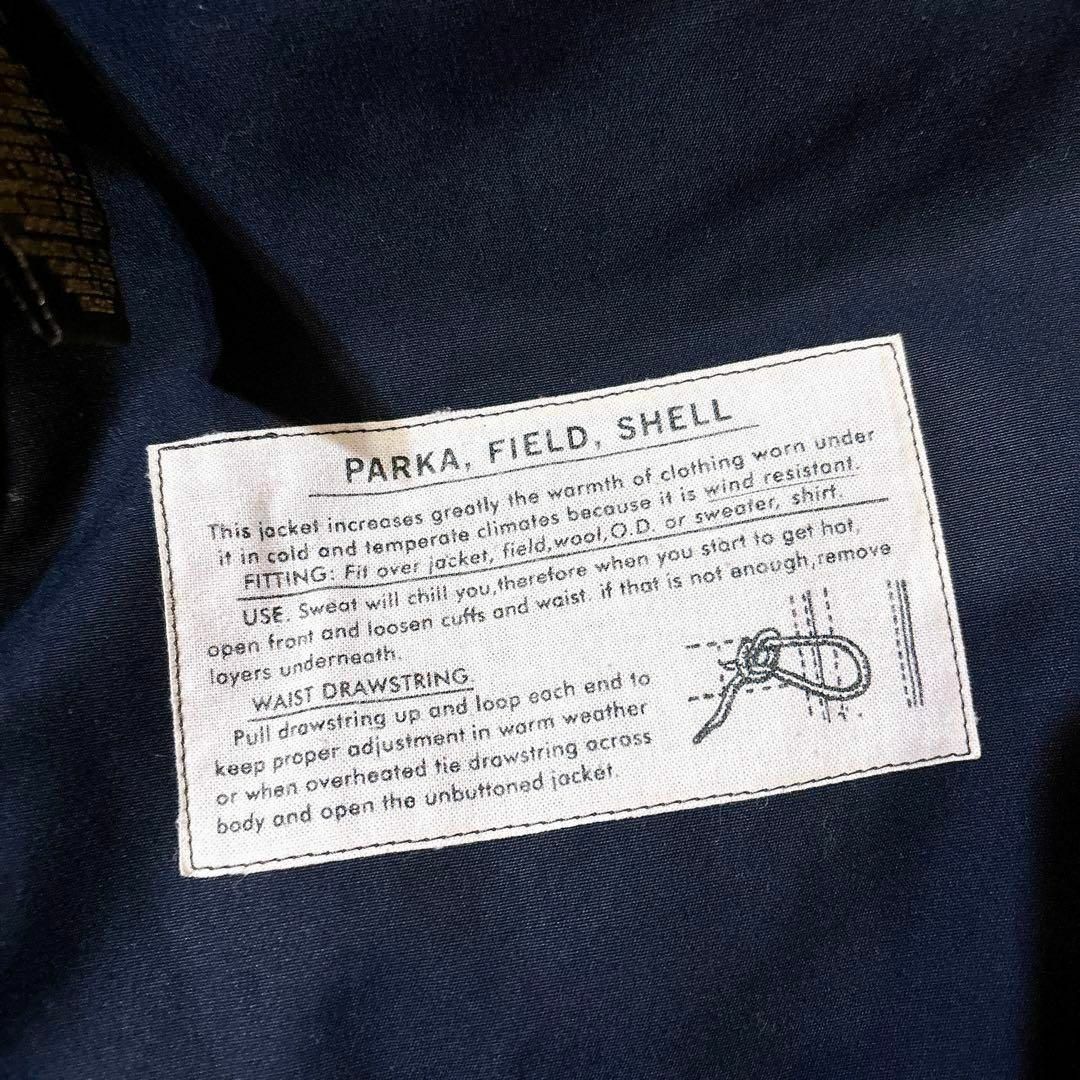 PARKA, FIELD, SHELL
This jacket increases greatly the warmth of clothing worn under
it in cold and temperate climates because it is wind resistant.
FITTING: Fit over jacket, field,wool,O.D. or sweater, shirt.
USE. Sweat will chill you,therefore when you start to get hot,
open front and loosen cuffs and waist. if that is not enough,remove
layers underneath.
WAIST DRAWSTRING
Pull drawstring up and loop each end to
keep proper adjustment in warm weather
or when overheated tie drawstring across
body and open the unbuttoned jacket.